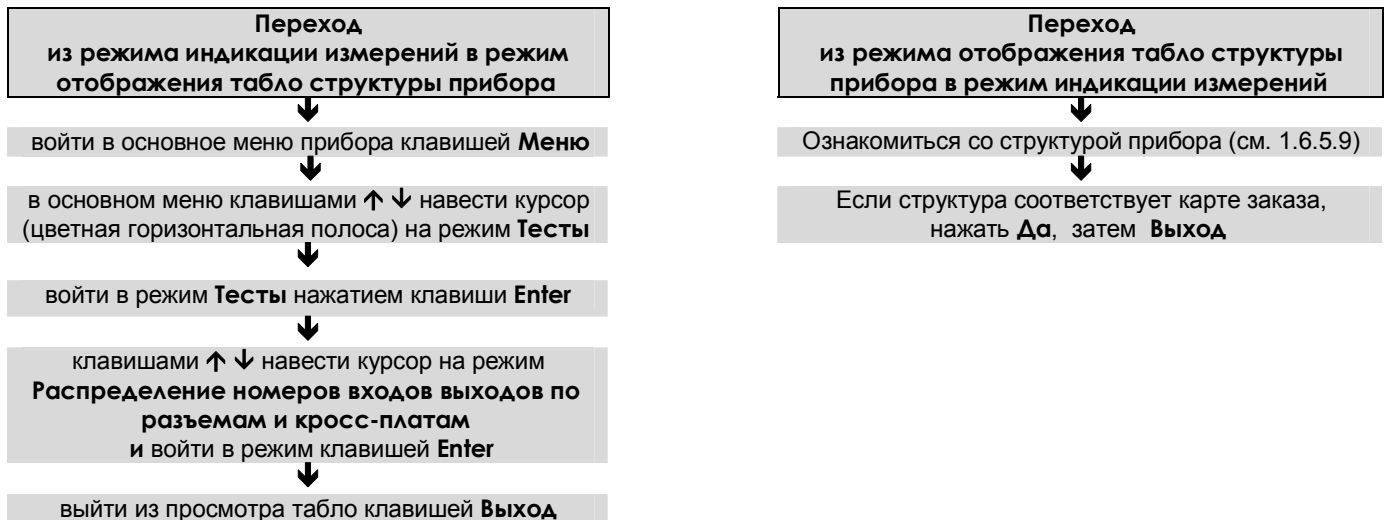 Переход
из режима индикации измерений в режим
отображения табло структуры прибора
войти в основное меню прибора клавишей Меню
в основном меню клавишами ↑ ↓ навести курсор
(цветная горизонтальная полоса) на режим Тесты
войти в режим Тесты нажатием клавиши Enter
клавишами ↑ ↓ навести курсор на режим
Распределение номеров входов выходов по
разъемам и кросс-платам
и войти в режим клавишей Enter
выйти из просмотра табло клавишей Выход
Переход
из режима отображения табло структуры
прибора в режим индикации измерений
Ознакомиться со структурой прибора (см. 1.6.5.9)
Если структура соответствует карте заказа,
нажать Да, затем Выход